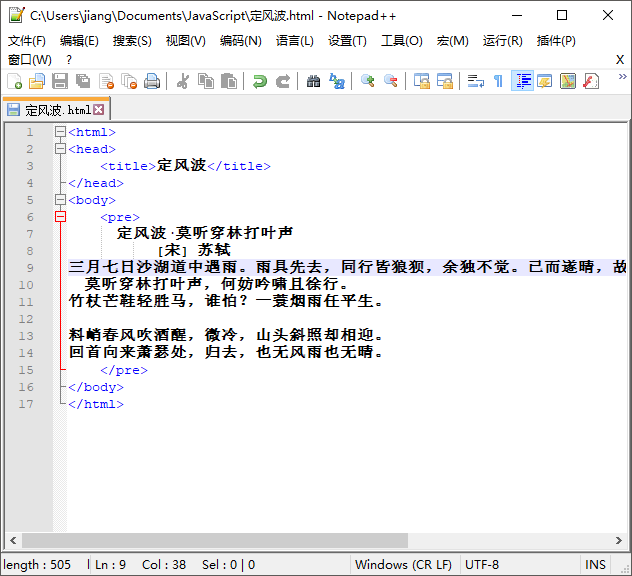 C:\Users\jiang\Documents\JavaScript\定风波.html - Notepad++
文件(F) 编辑(E) 搜索(S) 视图(V) 编码(N) 语言(L) 设置(T) 工具(O) 宏(M) 运行(R) 插件(P)
窗口(W) ? X
定风波.html
1 <html>
2 <head>
3 <title>定风波</title>
4 </head>
5 <body>
6 <pre>
7 定风波·莫听穿林打叶声
8 [宋] 苏轼
9 三月七日沙湖道中遇雨。雨具先去，同行皆狼狈，余独不觉。已而遂晴，故
10 莫听穿林打叶声，何妨吟啸且徐行。
11 竹杖芒鞋轻胜马，谁怕？一蓑烟雨任平生。
12
13 料峭春风吹酒醒，微冷，山头斜照却相迎。
14 回首向来萧瑟处，归去，也无风雨也无晴。
15 </pre>
16 </body>
17 </html>
length : 505 l Ln : 9 Col : 38 Sel : 0 | 0 Windows (CR LF) UTF-8 INS